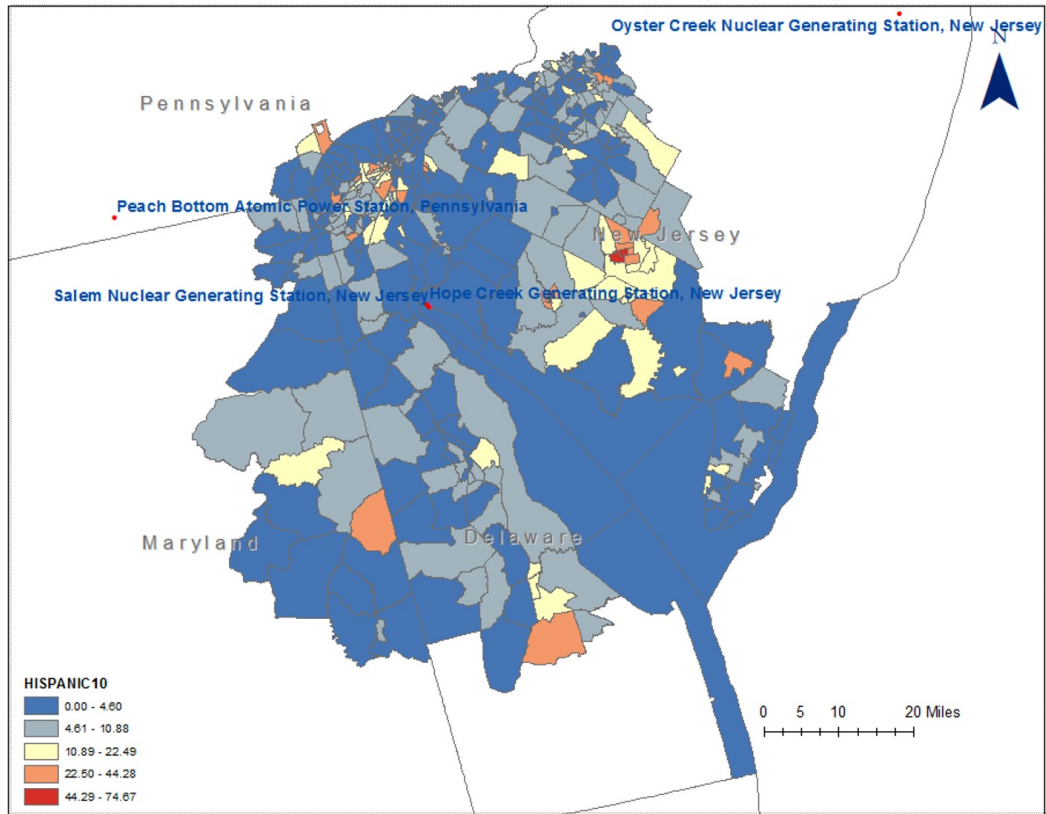 Oyster Creek Nuclear Generating Station, New Jersey
N
Pennsylvania
Peach Bottom Atomic Power Station, Pennsylvania
New Jersey
Salem Nuclear Generating Station, New Jersey
Hope Creek Generating Station, New Jersey
Maryland
Delaware
HISPANIC10
0.00 - 4.60
4.61 - 10.88
10.89 - 22.49
22.50 - 44.28
44.29 - 74.67
0 5 10 20 Miles